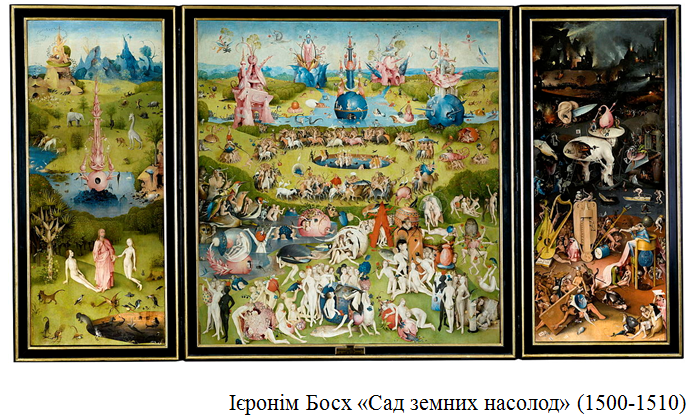 Ієронім Босх «Сад земних насолод» (1500-1510)